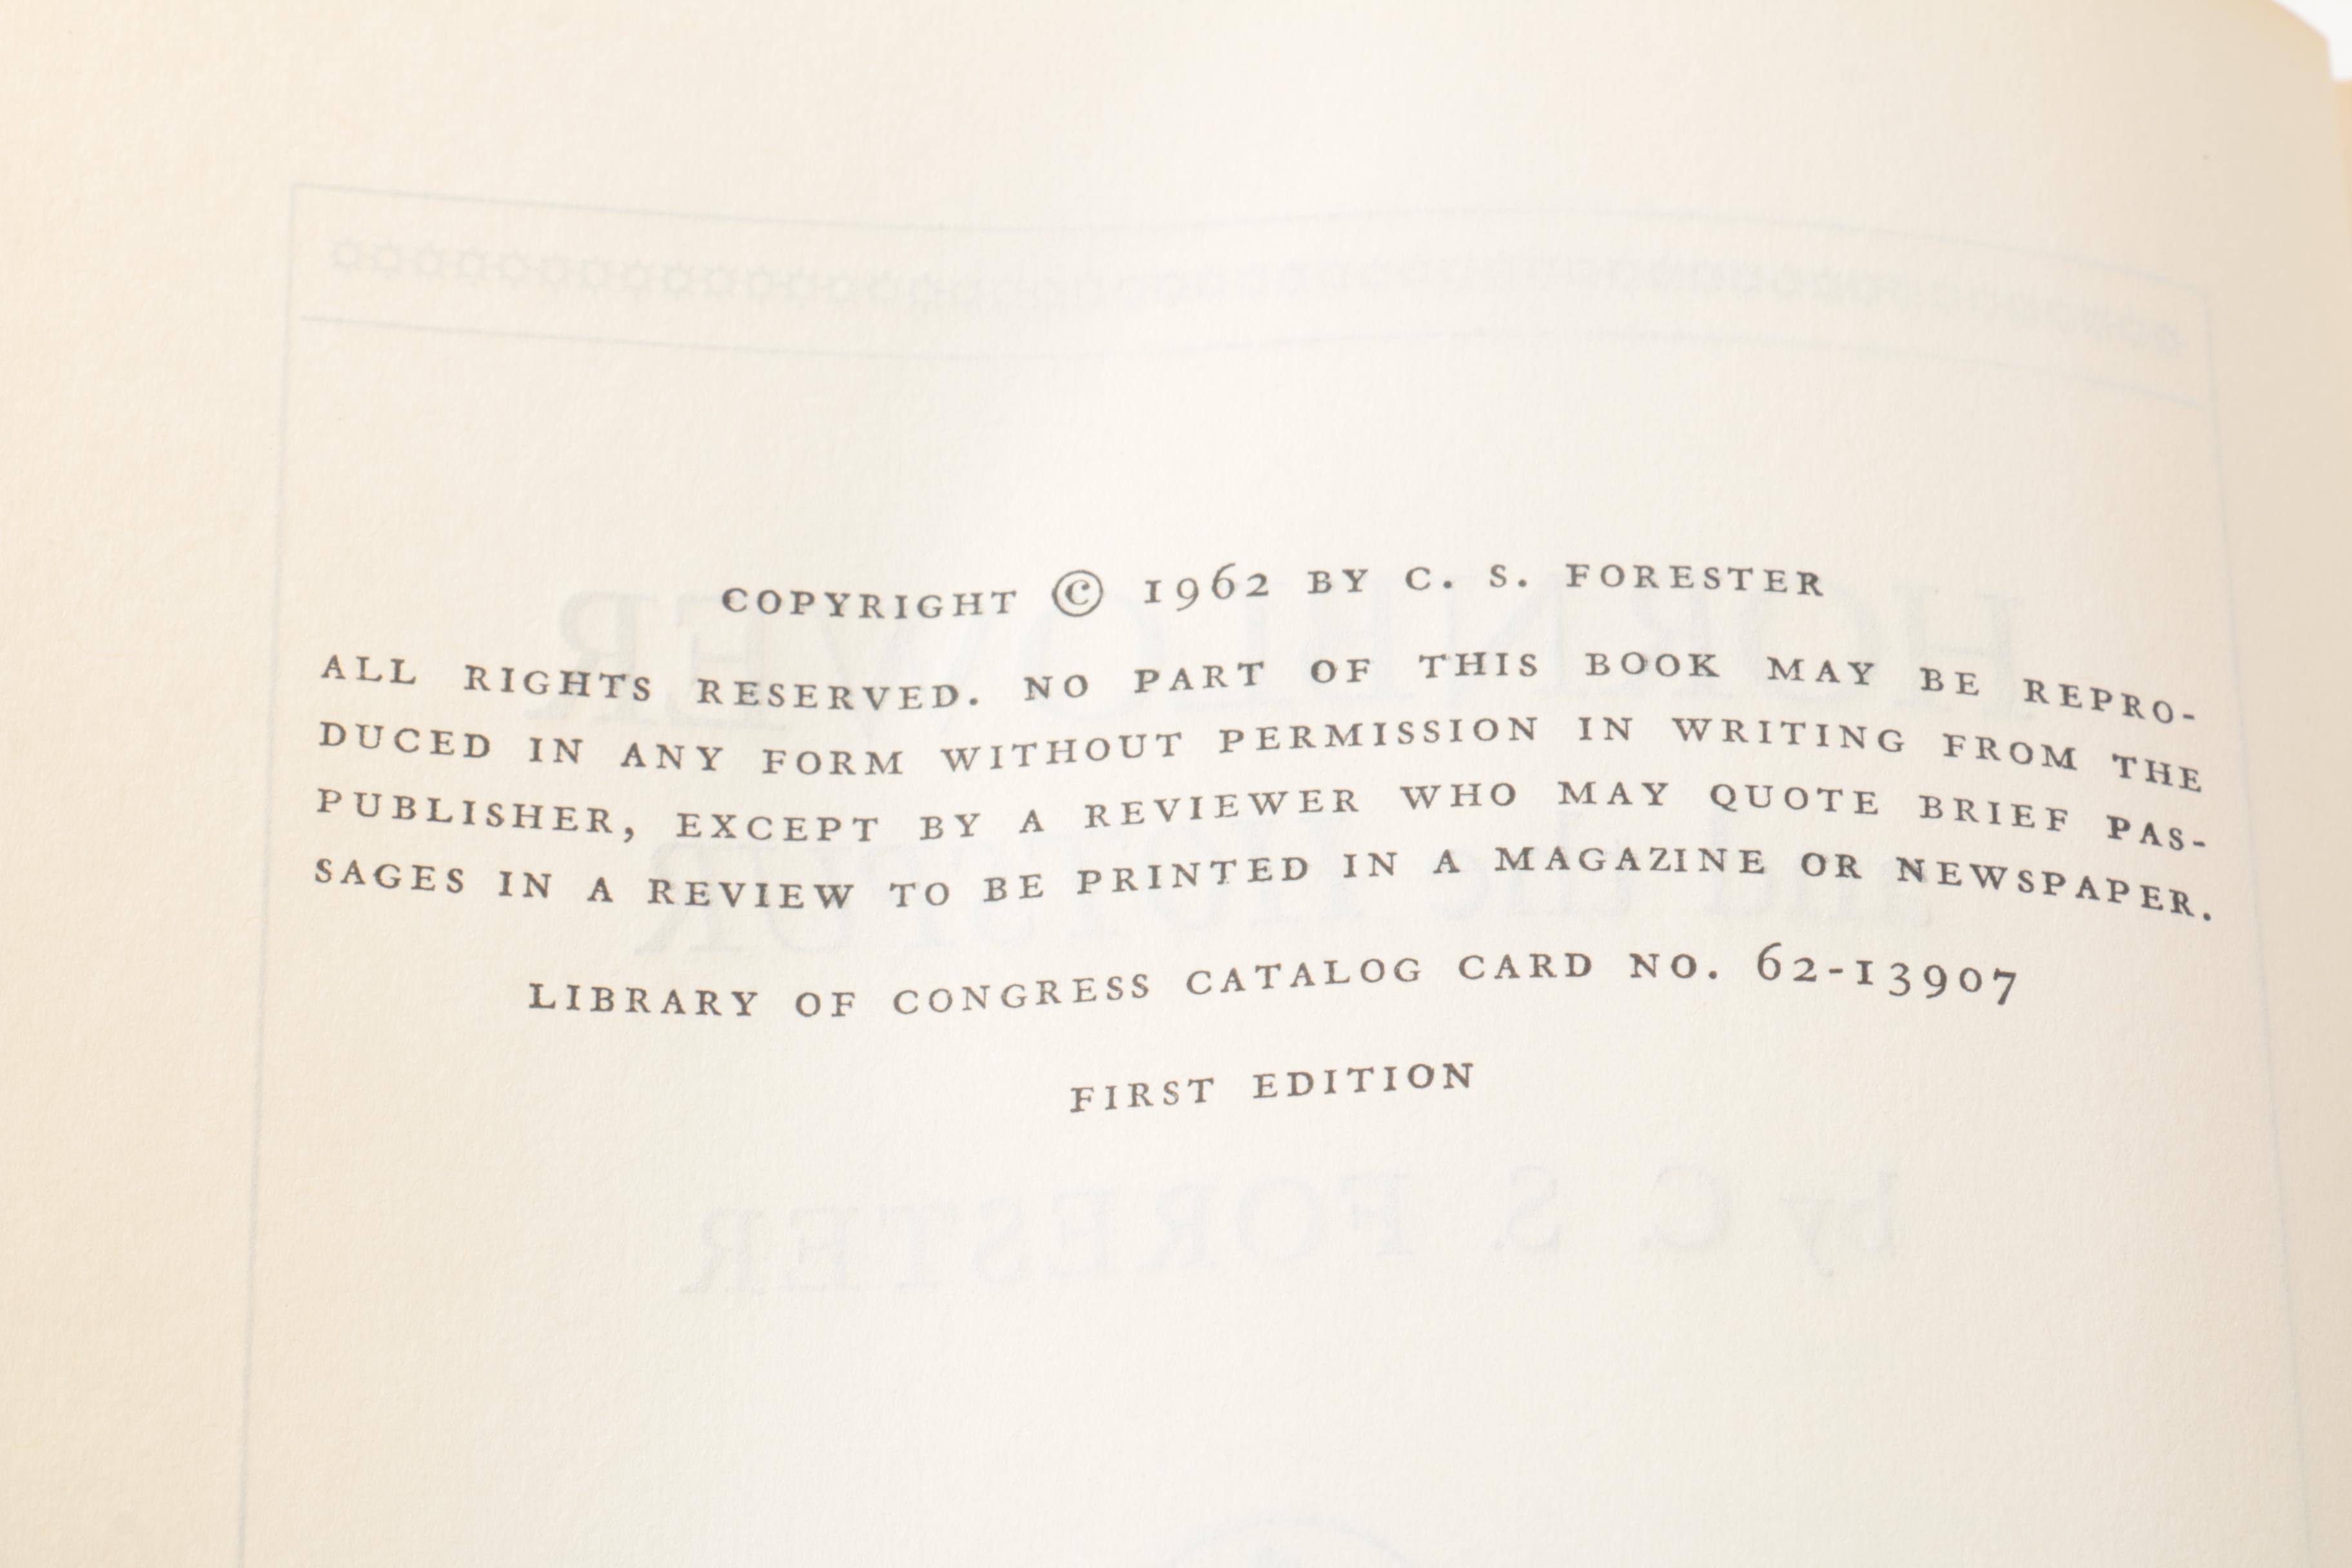 COPYRIGHT © 1962 BY C. S. FORESTER
ALL RIGHTS RESERVED. NO PART OF THIS BOOK MAY BE REPRO-
DUCED IN ANY FORM WITHOUT PERMISSION IN WRITING FROM THE
PUBLISHER, EXCEPT BY A REVIEWER WHO MAY QUOTE BRIEF PAS-
SAGES IN A REVIEW TO BE PRINTED IN A MAGAZINE OR NEWSPAPER.
LIBRARY OF CONGRESS CATALOG CARD NO. 62-13907
FIRST EDITION
by C. S. FORESTER